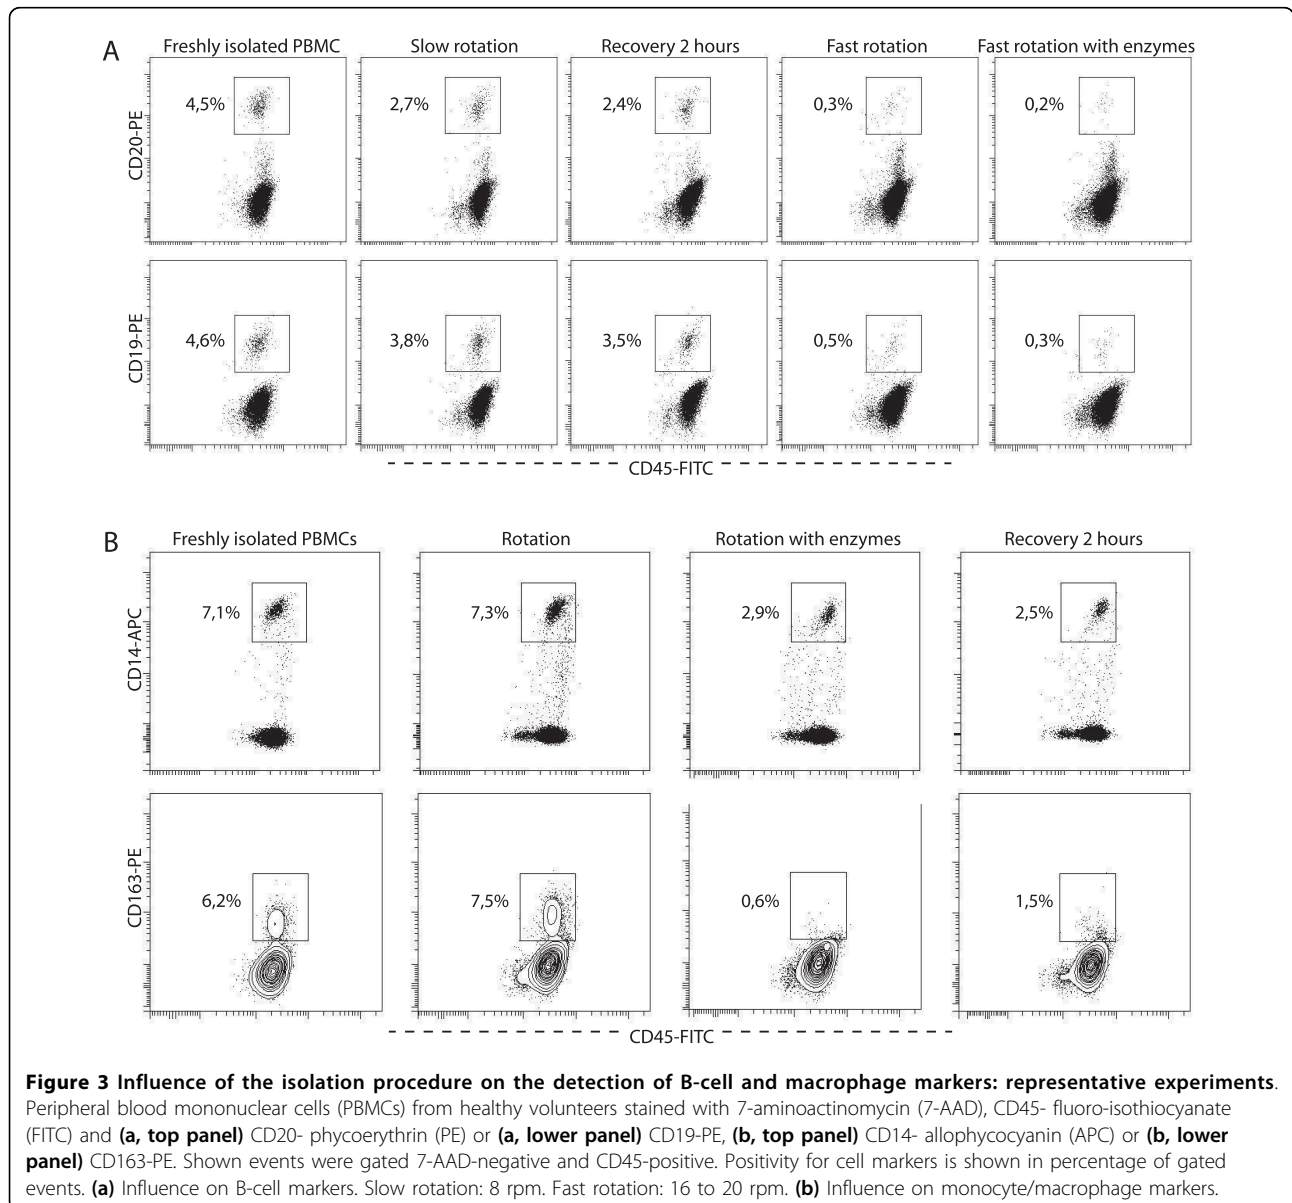 A
Freshly isolated PBMC Slow rotation Recovery 2 hours Fast rotation Fast rotation with enzymes
CD20-PE
4,5% 2,7% 2,4% 0,3% 0,2%
CD19-PE
4,6% 3,8% 3,5% 0,5% 0,3%
CD45-FITC
B
Freshly isolated PBMCs Rotation Rotation with enzymes Recovery 2 hours
CD14-APC
7,1% 7,3% 2,9% 2,5%
CD163-PE
6,2% 7,5% 0,6% 1,5%
CD45-FITC
Figure 3 Influence of the isolation procedure on the detection of B-cell and macrophage markers: representative experiments.
Peripheral blood mononuclear cells (PBMCs) from healthy volunteers stained with 7-aminoactinomycin (7-AAD), CD45- fluoro-isothiocyanate
(FITC) and (a, top panel) CD20- phycoerythrin (PE) or (a, lower panel) CD19-PE, (b, top panel) CD14- allophycocyanin (APC) or (b, lower
panel) CD163-PE. Shown events were gated 7-AAD-negative and CD45-positive. Positivity for cell markers is shown in percentage of gated
events. (a) Influence on B-cell markers. Slow rotation: 8 rpm. Fast rotation: 16 to 20 rpm. (b) Influence on monocyte/macrophage markers.